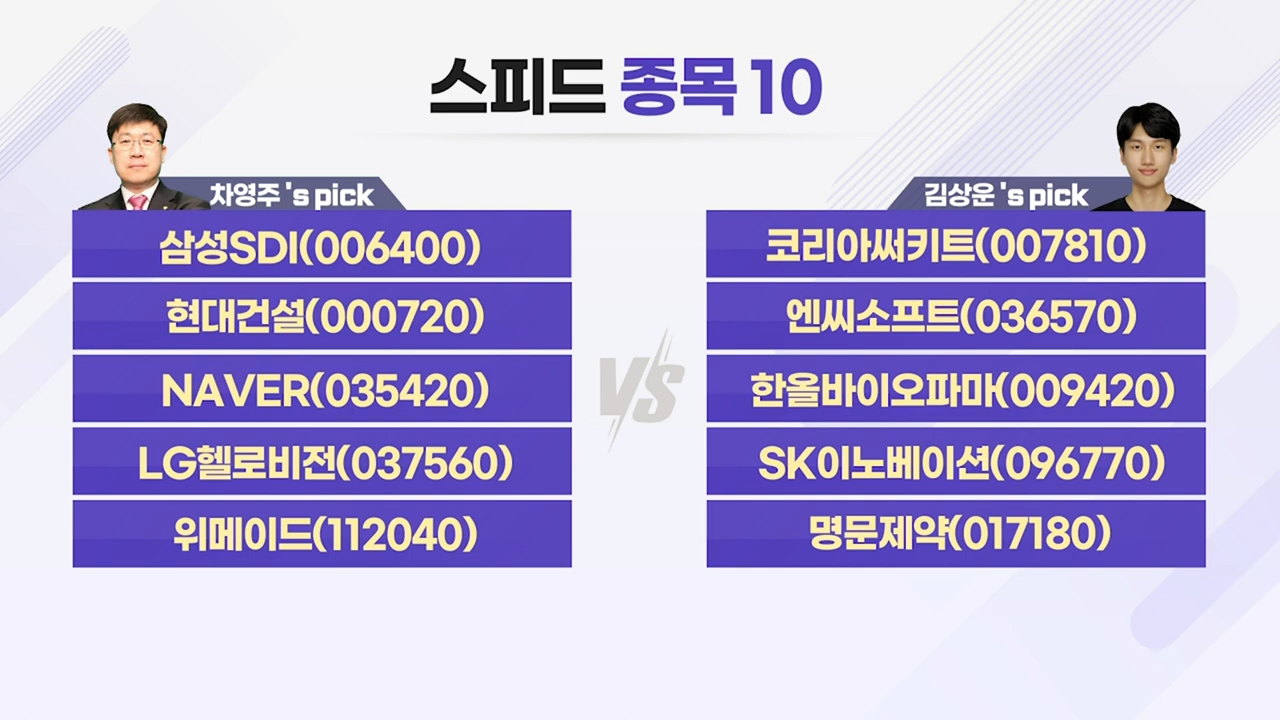 스피드 종목 10
차영주 's pick
삼성SDI(006400)
현대건설(000720)
NAVER(035420)
LG헬로비전(037560)
위메이드(112040)
VS
김상운 's pick
코리아써키트(007810)
엔씨소프트(036570)
한올바이오파마(009420)
SK이노베이션(096770)
명문제약(017180)